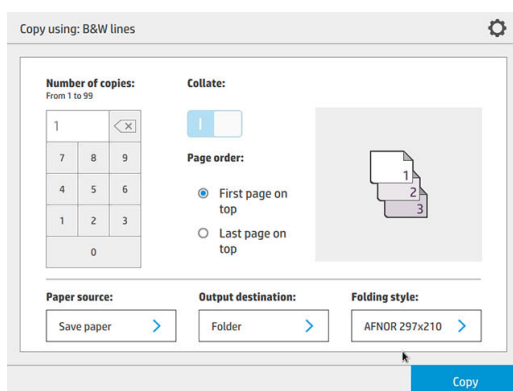 Copy using: B&W lines
Number of copies:
From 1 to 99
1
7 8 9
4 5 6
1 2 3
0
Collate:
Page order:
First page on
top
Last page on
top
1
2
3
Paper source:
Save paper
Output destination:
Folder
Folding style:
AFNOR 297x210
Copy